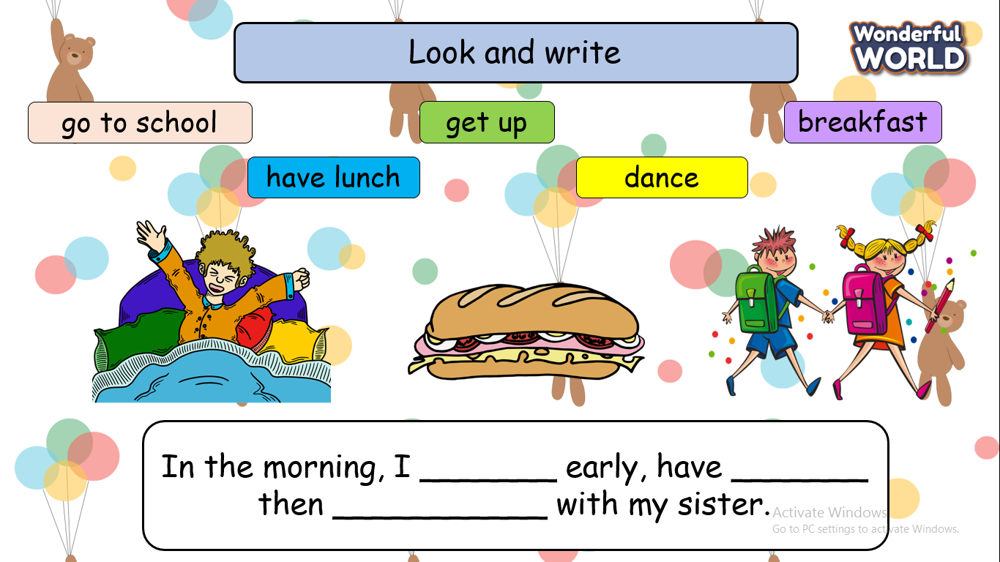 Look and write
Wonderful
WORLD
go to school
get up
breakfast
have lunch
dance
In the morning, I _______ early, have _______
then ___________ with my sister.
Activate Windows
Go to PC settings to activate Windows.